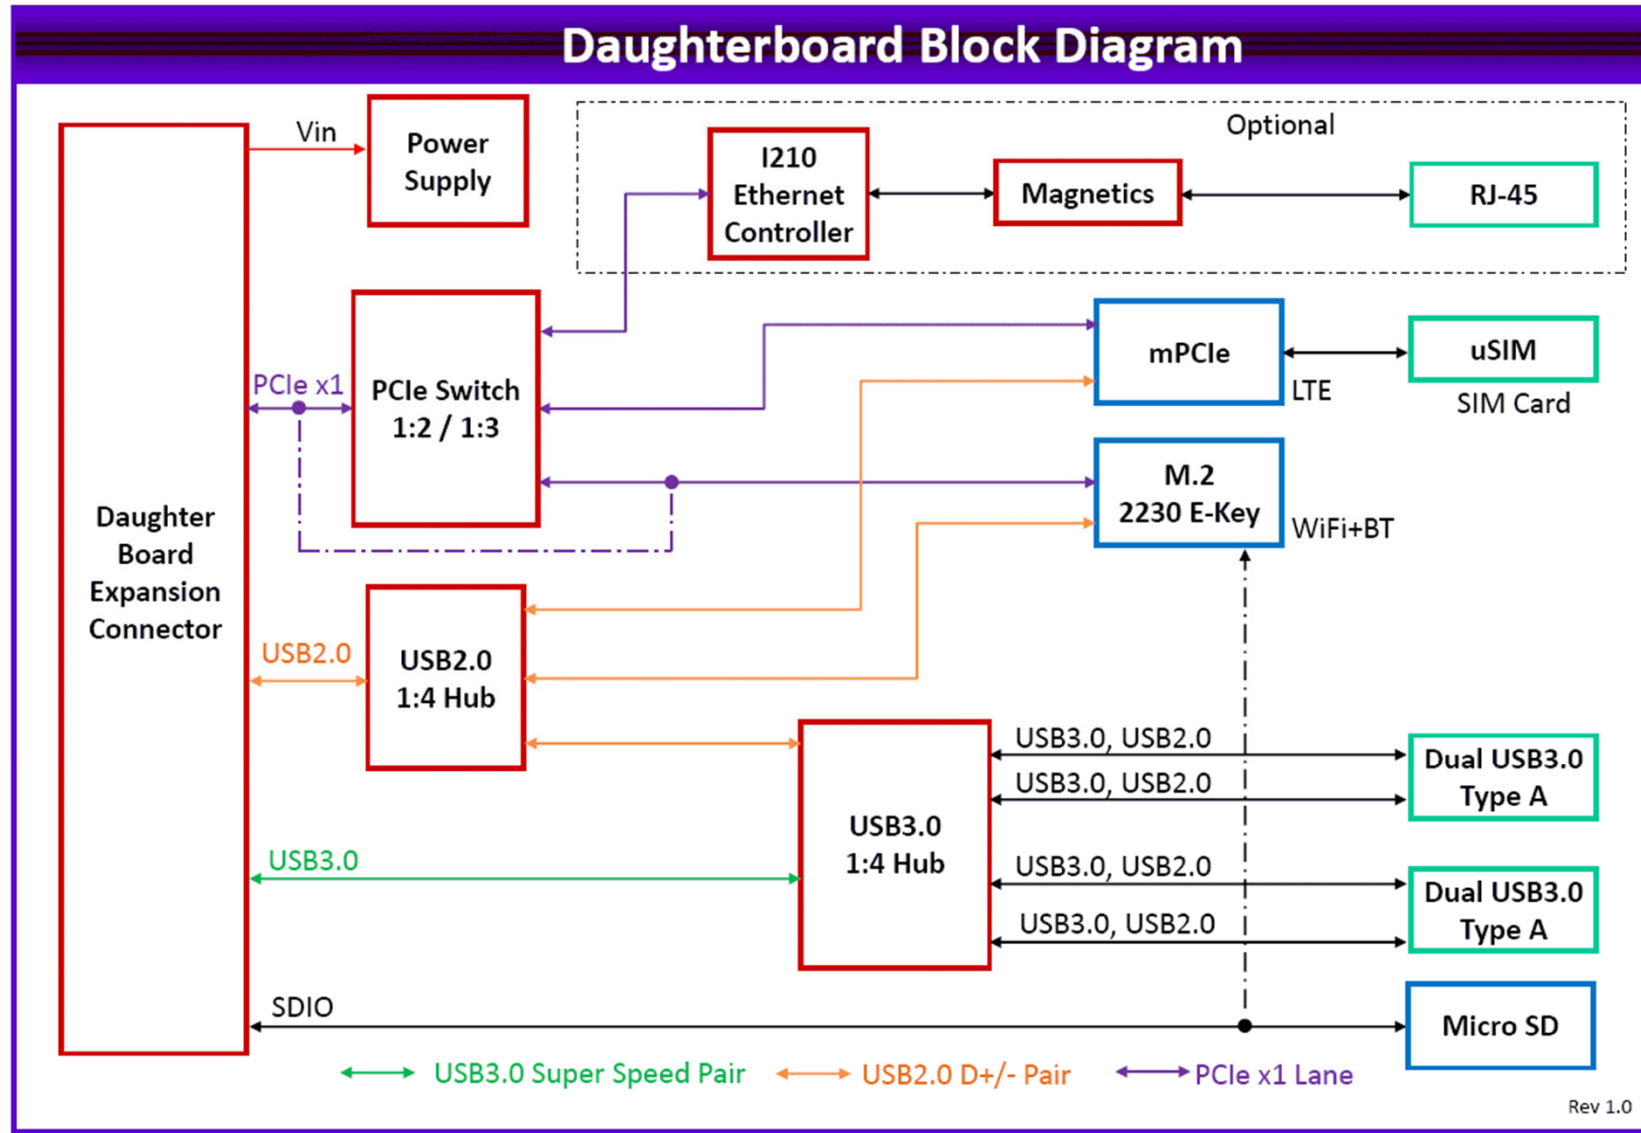 Daughterboard Block Diagram
Vin
Power
Supply
Optional
I210
Ethernet
Controller
Magnetics
RJ-45
PCIe x1
PCIe Switch
1:2 / 1:3
mPCIe
LTE
uSIM
SIM Card
M.2
2230 E-Key
WiFi+BT
Daughter
Board
Expansion
Connector
USB2.0
USB2.0
1:4 Hub
USB3.0
USB3.0
1:4 Hub
USB3.0, USB2.0
USB3.0, USB2.0
Dual USB3.0
Type A
USB3.0, USB2.0
USB3.0, USB2.0
Dual USB3.0
Type A
SDIO
Micro SD
USB3.0 Super Speed Pair
USB2.0 D+/- Pair
PCIe x1 Lane
Rev 1.0